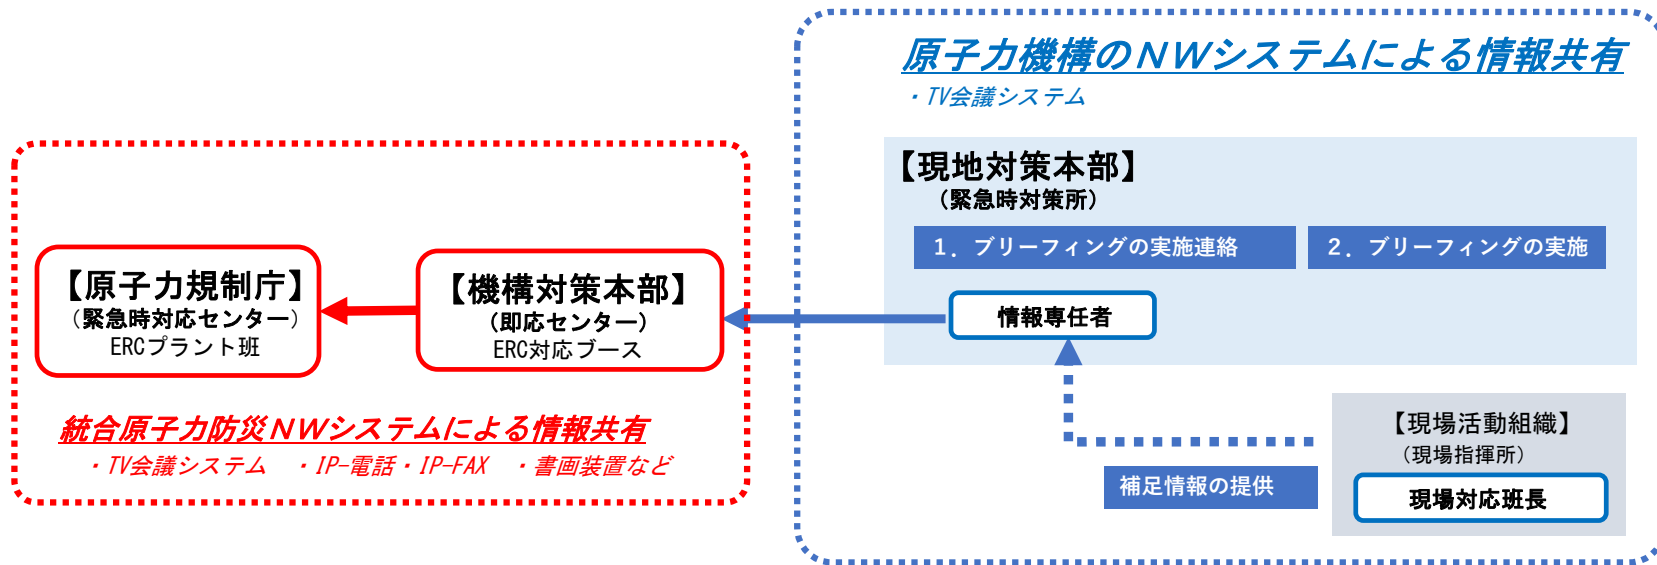 原子力機構のNWシステムによる情報共有
・TV会議システム
【現地対策本部】
（緊急時対策所）
1．ブリーフィングの実施連絡
2．ブリーフィングの実施
情報専任者
【原子力規制庁】
（緊急時対応センター）
ERCプラント班
【機構対策本部】
（即応センター）
ERC対応ブース
統合原子力防災NWシステムによる情報共有
・TV会議システム　・IP-電話・IP-FAX　・書画装置など
【現場活動組織】
（現場指揮所）
現場対応班長
補足情報の提供